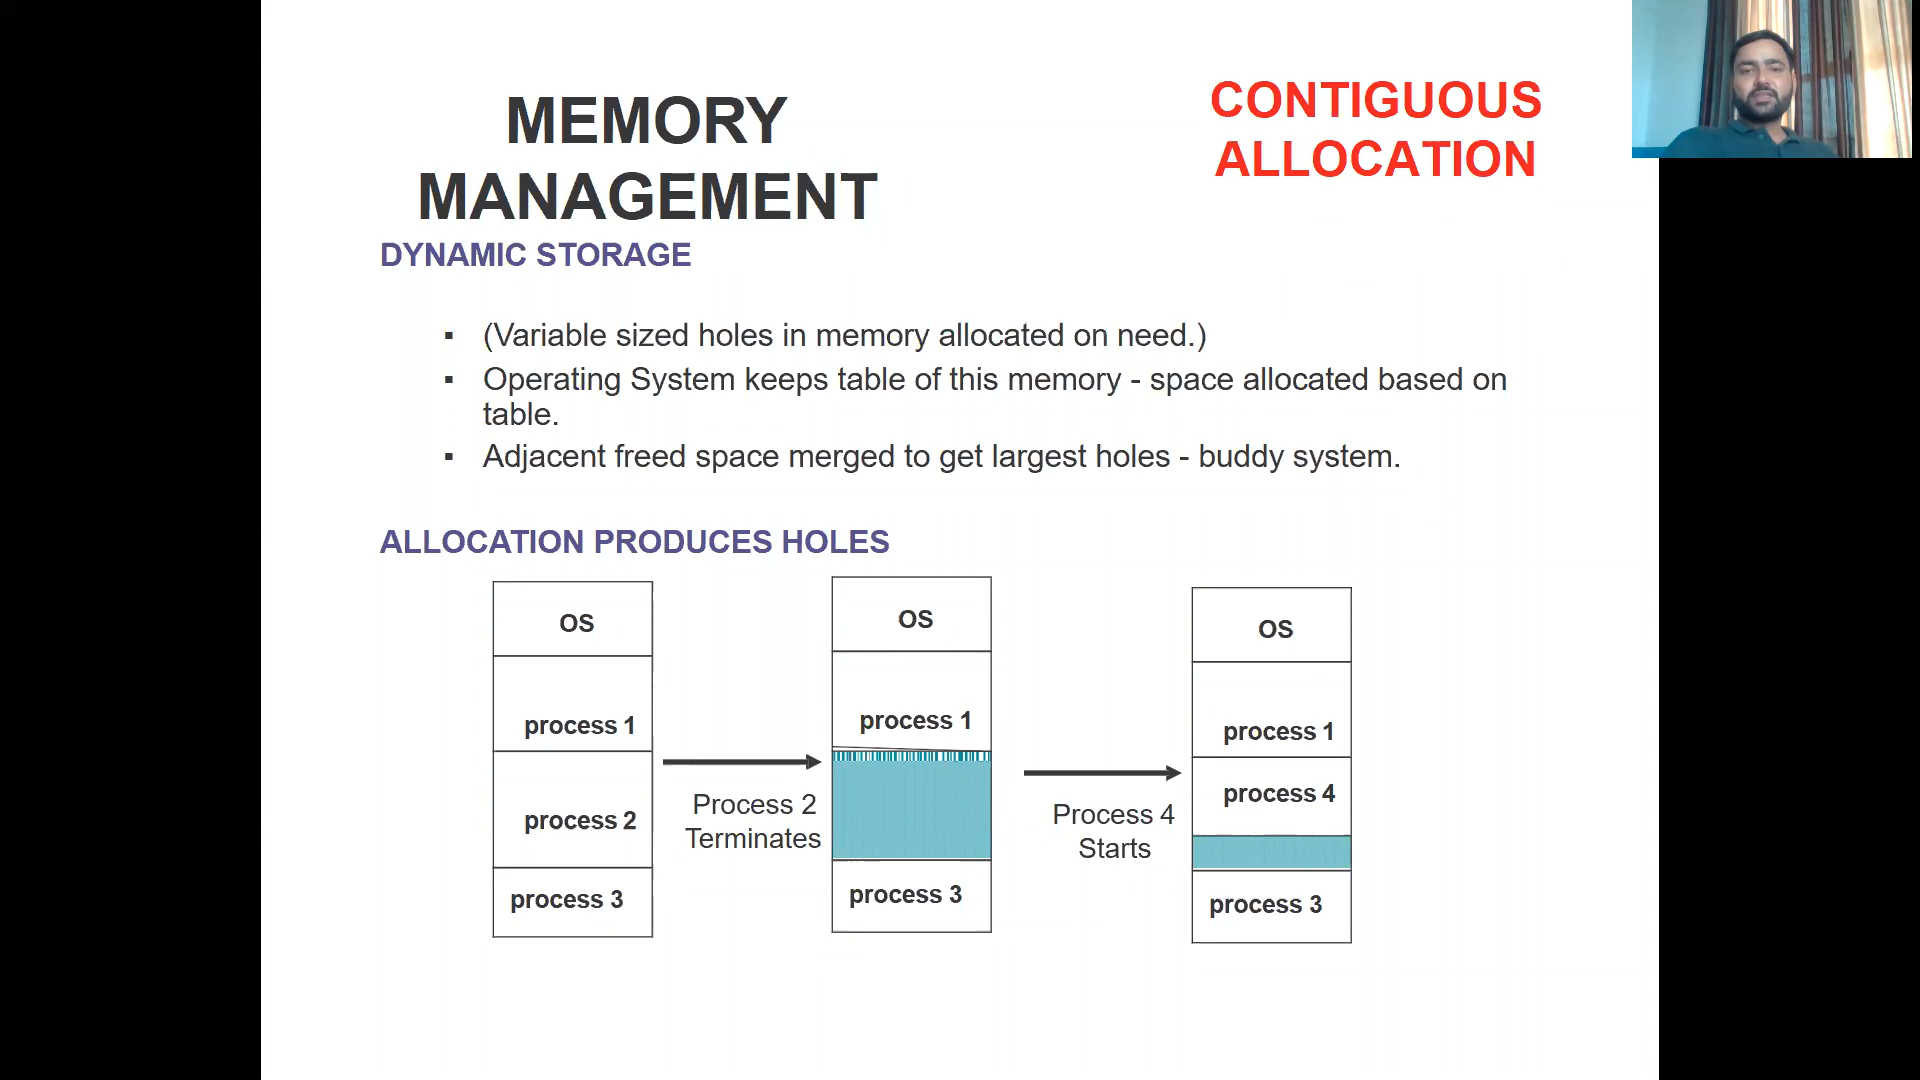 MEMORY
MANAGEMENT
CONTIGUOUS
ALLOCATION
DYNAMIC STORAGE
▪ (Variable sized holes in memory allocated on need.)
▪ Operating System keeps table of this memory - space allocated based on
table.
▪ Adjacent freed space merged to get largest holes - buddy system.
ALLOCATION PRODUCES HOLES
OS
process 1
process 2
process 3
Process 2
Terminates
OS
process 1
process 3
Process 4
Starts
OS
process 1
process 4
process 3